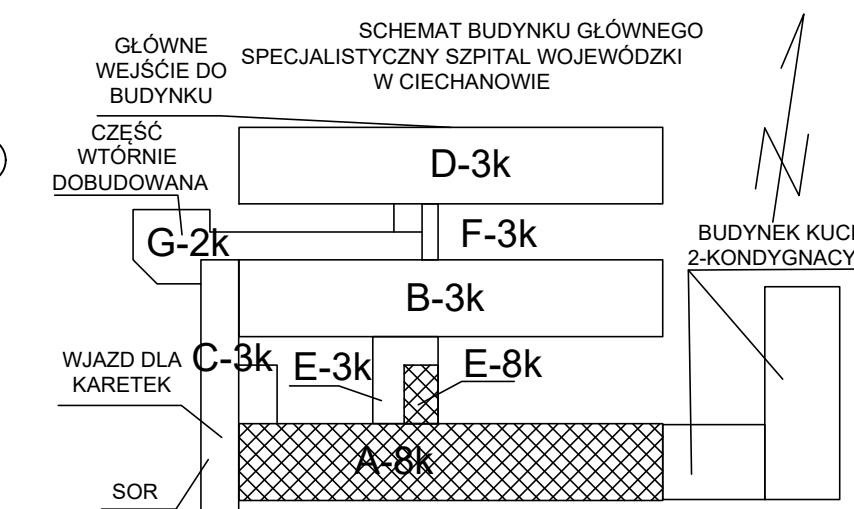 SCHEMAT BUDYNKU GŁÓWNEGO
SPECJALISTYCZNY SZPITAL WOJEWÓDZKI
W CIECHANOWIE
GŁÓWNE
WEJŚCIE DO
BUDYNKU
CZĘŚĆ
WTÓRNIE
DOBUDOWANA
D-3k
G-2k
F-3k
BUDYNEK KUCH
2-KONDYGNACY
B-3k
WJAZD DLA
KARETEK
C-3k
E-3k
E-8k
A-8k
SOR
N